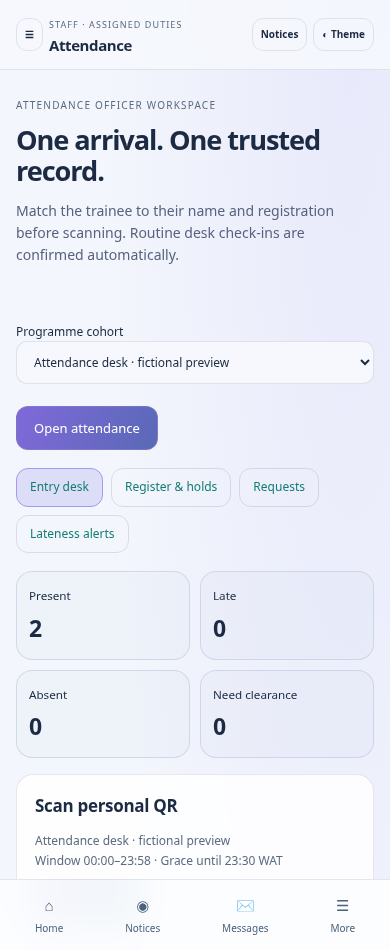 STAFF · ASSIGNED DUTIES
Attendance
Notices
Theme
ATTENDANCE OFFICER WORKSPACE
One arrival. One trusted
record.
Match the trainee to their name and registration
before scanning. Routine desk check-ins are
confirmed automatically.
Programme cohort
Attendance desk · fictional preview
Open attendance
Entry desk
Register & holds
Requests
Lateness alerts
Present
Late
2
0
Absent
Need clearance
0
0
Scan personal QR
Attendance desk · fictional preview
Window 00:00–23:58 · Grace until 23:30 WAT
Home
Notices
Messages
More